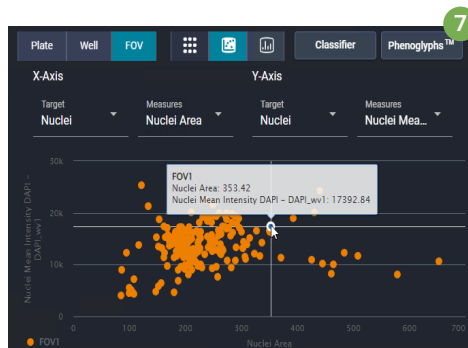 7
Plate Well FOV Classifier Phenoglyphs™
X-Axis Y-Axis
Target Measures Target Measures
Nuclei Nuclei Area Nuclei Nuclei Mea...
30k
20k
10k
0
Nuclei Mean Intensity DAPI –
DAPI_wv1
FOV1
Nuclei Area: 353.42
Nuclei Mean Intensity DAPI – DAPI_wv1: 17392.84
0 100 200 300 400 500 600 700
FOV1 Nuclei Area